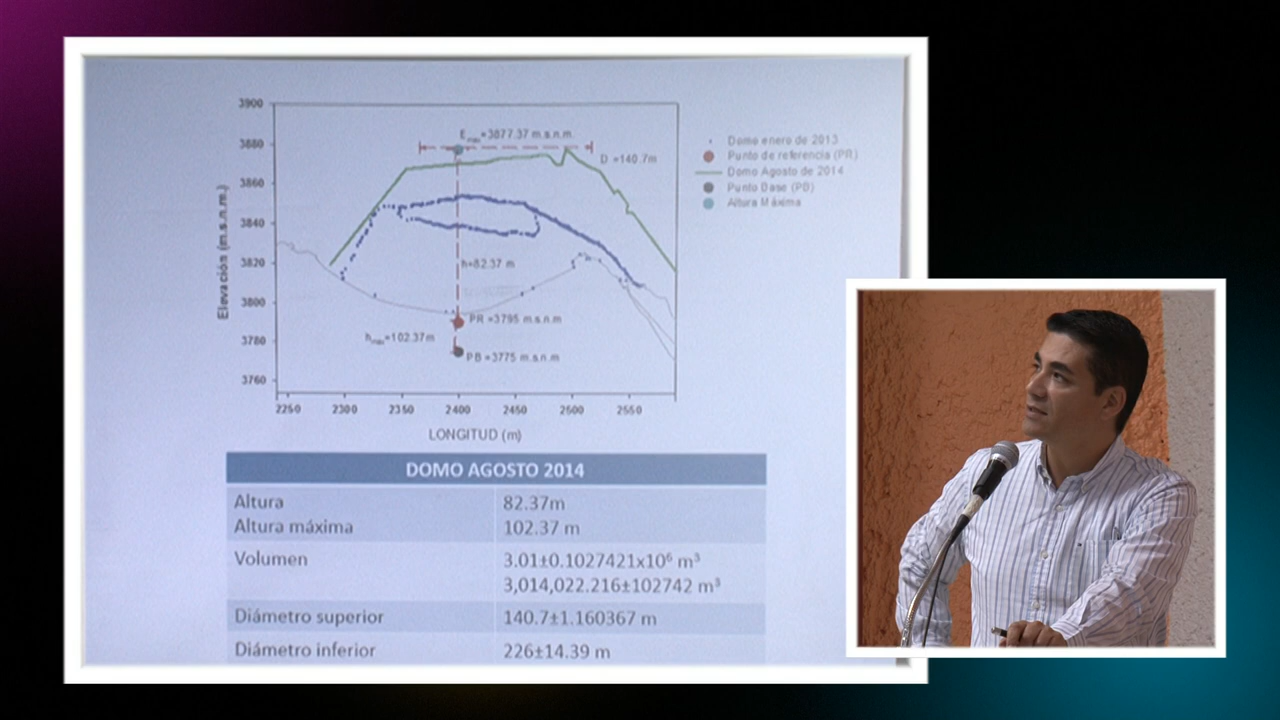 3900
3880
3860
3840
3820
3800
3780
3760
Elevación (m.s.n.m.)
Emax=3877.37 m.s.n.m.
D =140.7m
h=82.37 m
PR =3795 m.s.n.m
hmax=102.37m
PB =3775 m.s.n.m
2250 2300 2350 2400 2450 2500 2550
LONGITUD (m)
Domo enero de 2013
Punto de referencia (PR)
Domo Agosto de 2014
Punto Base (PB)
Altura Máxima
DOMO AGOSTO 2014
Altura 82.37m
Altura máxima 102.37 m
Volumen 3.01±0.1027421x10⁶ m³
3,014,022.216±102742 m³
Diámetro superior 140.7±1.160367 m
Diámetro inferior 226±14.39 m